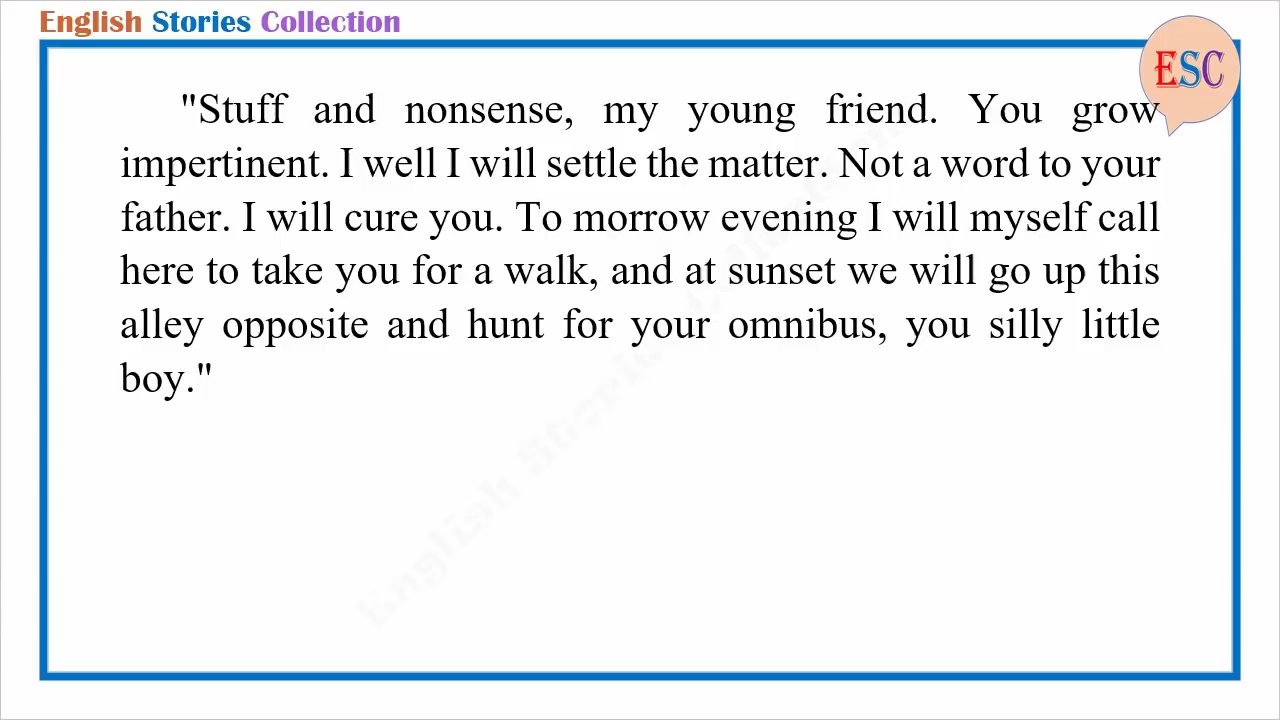 English Stories Collection
ESC
"Stuff and nonsense, my young friend. You grow
impertinent. I well I will settle the matter. Not a word to your
father. I will cure you. To morrow evening I will myself call
here to take you for a walk, and at sunset we will go up this
alley opposite and hunt for your omnibus, you silly little
boy."
English Stories Collection